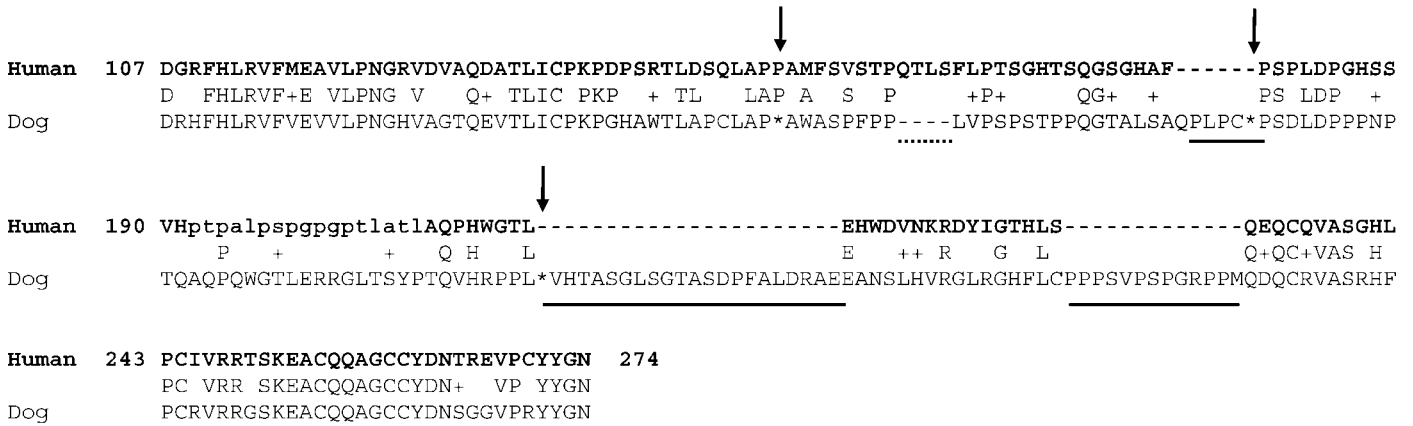 Human 107 DGRFHLRVFMEAVLPNGRVDVAQDATLICPKPDPSRTLDSQLAPPAMFSVSTPQTLSFLPTSGHTSQGSGHAF------PSPLDPGHSS
D FHLRVF+E VLPNG V Q+ TLIC PKP + TL LAP A S P +P+ QG+ + PS LDP +
Dog DRHFHLRVFVEVVLPNGHVAGTQEVTLICPKPGHAWTLAPCLAP*AWASPFPP----LVPSPSTPPQGTALSAQPLPC*PSDLDPPPNP
Human 190 VHptpalpspgpgptlatlAQPHWGTL----------------------EHWDVNKRDYIGTHLS-------------QEQCQVASGHL
P + Q H L E ++ R G L Q+QC+VAS H
Dog TQAQPQWGTLERRGLTSYPTQVHRPPL*VHTASGLSGTASDPFALDRAEEANSLHVRGLRGHFLCPPPSVPSPGRPPMQDQCRVASRHF
Human 243 PCIVRRTSKEACQQAGCCYDNTREVPCYYGN 274
PC VRR SKEACQQAGCCYDN+ VP YYGN
Dog PCRVRRGSKEACQQAGCCYDNSGGVPRYYGN